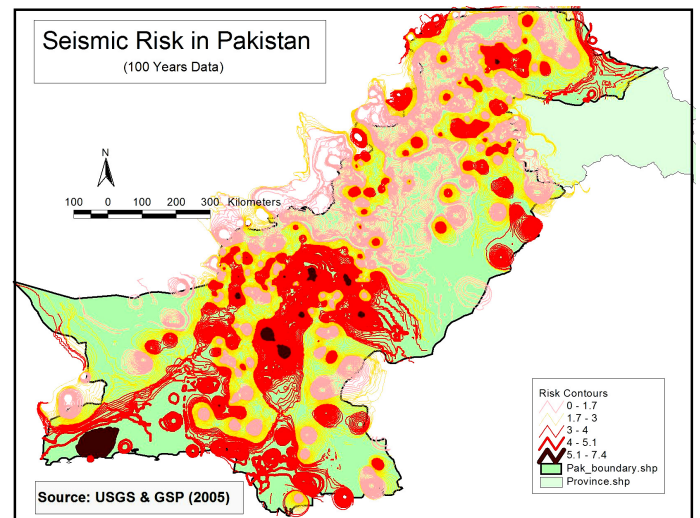 Seismic Risk in Pakistan
(100 Years Data)
N
100 0 100 200 300 Kilometers
Risk Contours
0 - 1.7
1.7 - 3
3 - 4
4 - 5.1
5.1 - 7.4
Pak_boundary.shp
Province.shp
Source: USGS & GSP (2005)